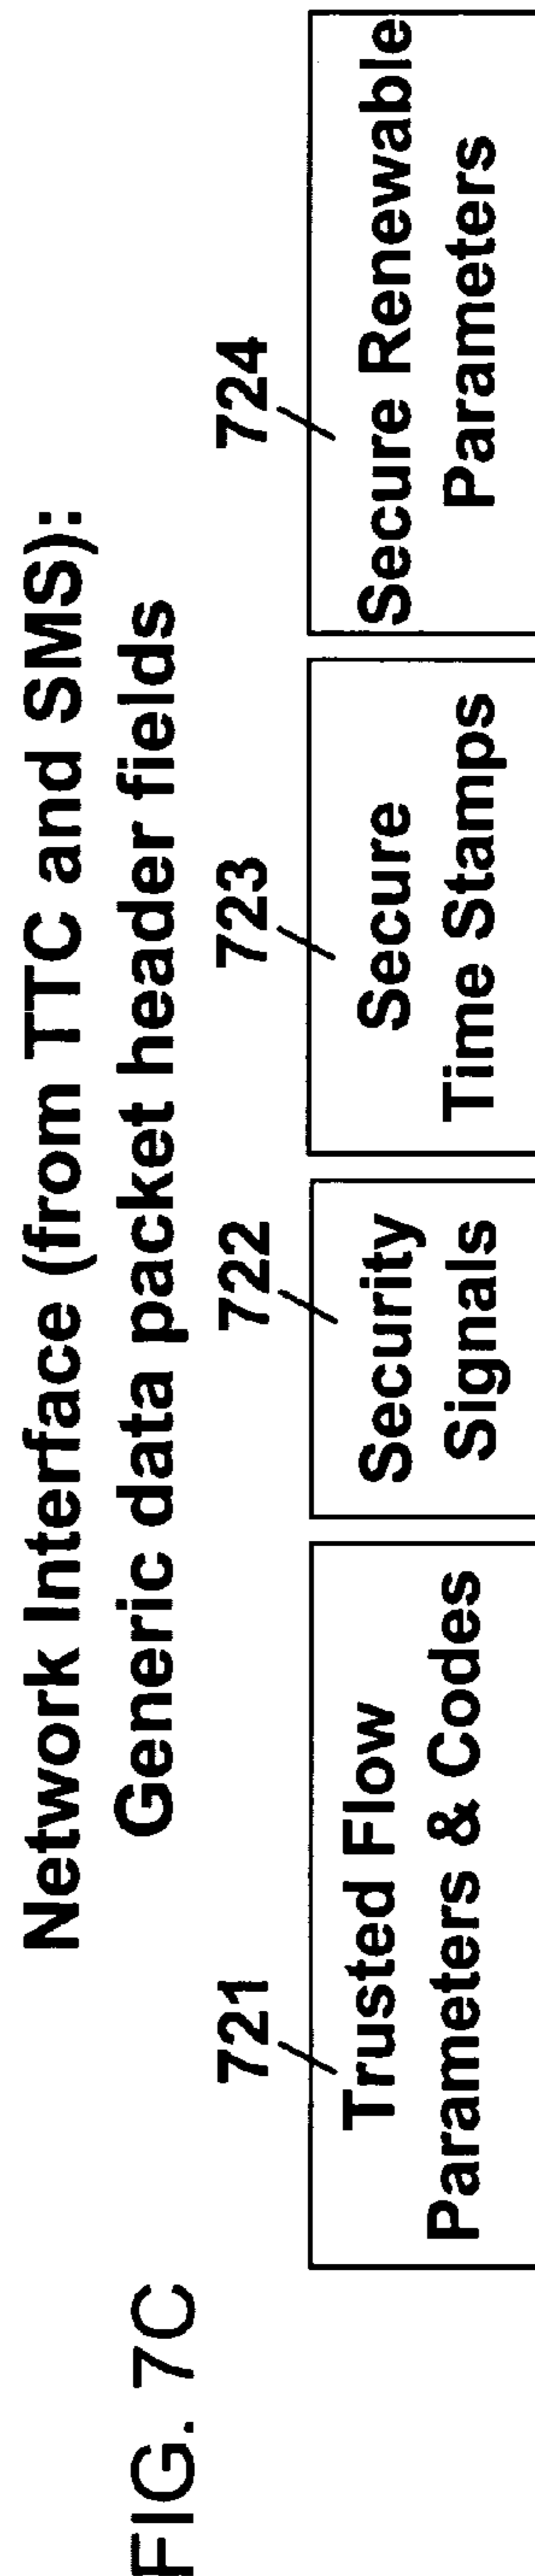 Network Interface (from TTC and SMS):
Generic data packet header fields
FIG. 7C
721
722
723
724
Trusted Flow
Parameters & Codes
Security
Signals
Secure
Time Stamps
Secure Renewable
Parameters